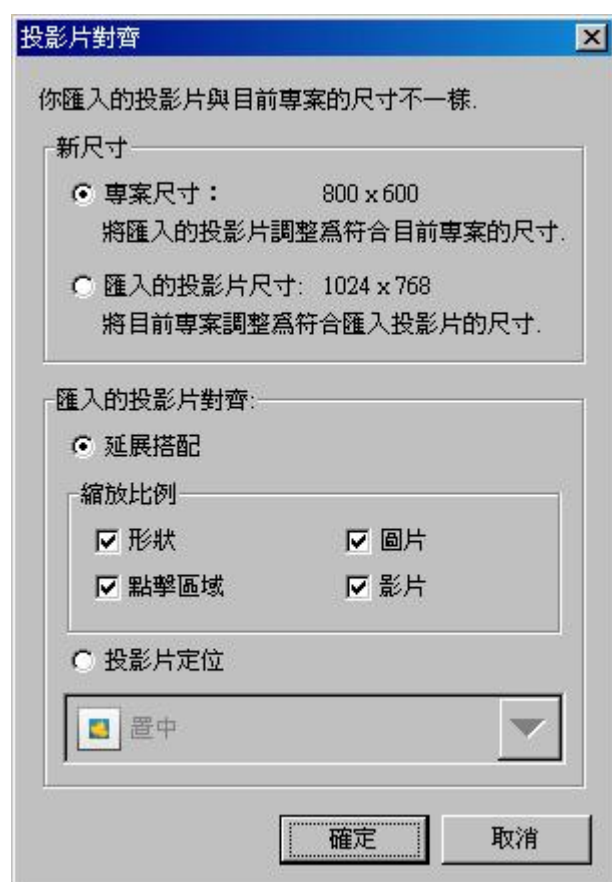 投影片對齊
你匯入的投影片與目前專案的尺寸不一樣.
新尺寸
專案尺寸： 800 x 600
將匯入的投影片調整爲符合目前專案的尺寸.
匯入的投影片尺寸: 1024 x 768
將目前專案調整爲符合匯入投影片的尺寸.
匯入的投影片對齊:
延展搭配
縮放比例
形狀 圖片
點擊區域 影片
投影片定位
置中
確定 取消